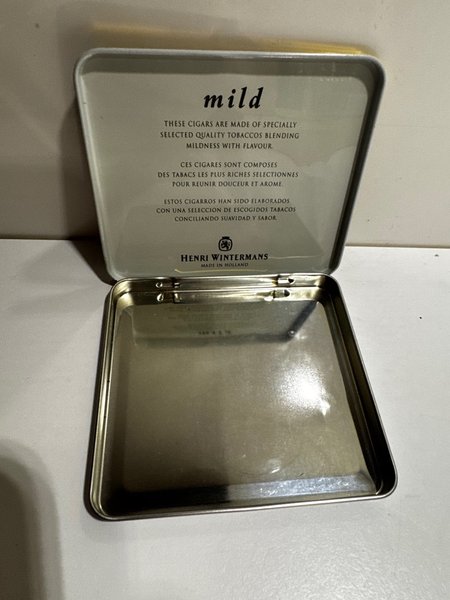 mild
THESE CIGARS ARE MADE OF SPECIALLY
SELECTED QUALITY TOBACCOS BLENDING
MILDNESS WITH FLAVOUR.
CES CIGARES SONT COMPOSES
DES TABACS LES PLUS RICHES SELECTIONNES
POUR REUNIR DOUCEUR ET AROME.
ESTOS CIGARROS HAN SIDO ELABORADOS
CON UNA SELECCION DE ESCOGIDOS TABACOS
CONCILIANDO SUAVIDAD Y SABOR.
HENRI WINTERMANS
MADE IN HOLLAND